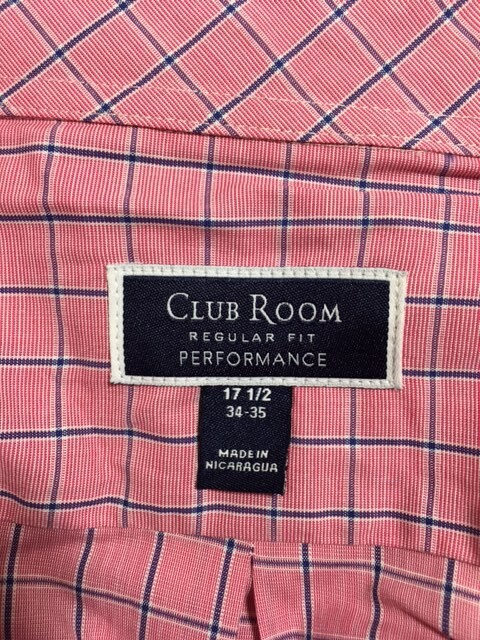 CLUB ROOM
REGULAR FIT
PERFORMANCE
17 1/2
34-35
MADE IN
NICARAGUA